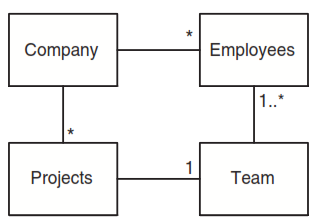 *
Company
Employees
1..*
*
1
Projects
Team